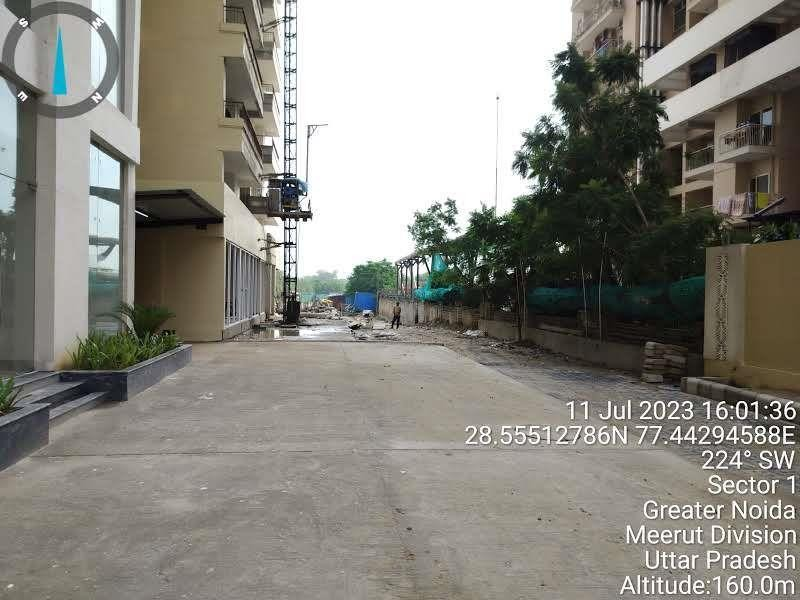 S
W
E
N
11 Jul 2023 16:01:36
28.55512786N 77.44294588E
224° SW
Sector 1
Greater Noida
Meerut Division
Uttar Pradesh
Altitude:160.0m